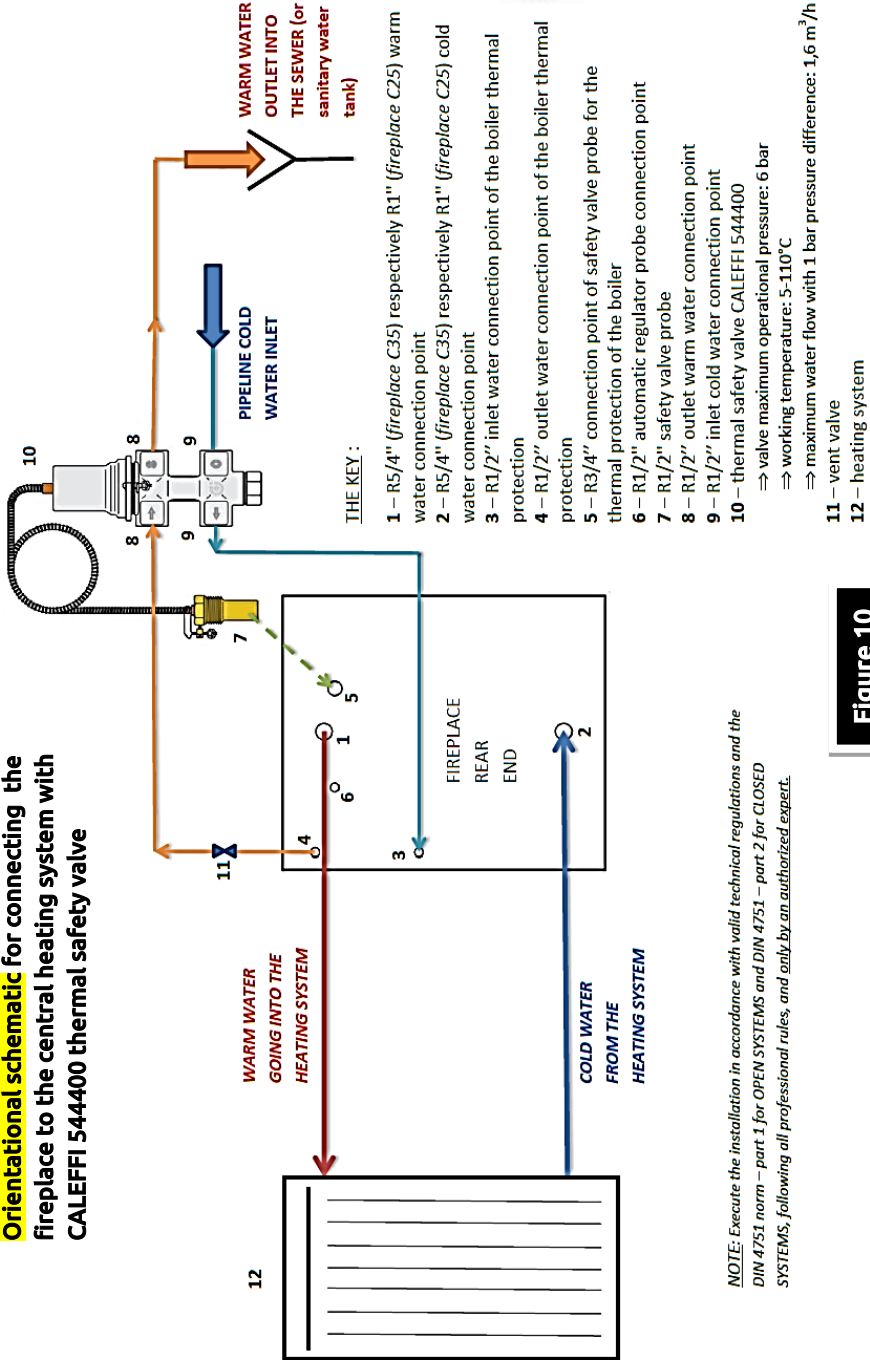 Orientational schematic for connecting the
fireplace to the central heating system with
CALEFFI 544400 thermal safety valve
12
WARM WATER
GOING INTO THE
HEATING SYSTEM
COLD WATER
FROM THE
HEATING SYSTEM
11
4
3
6
1
5
2
FIREPLACE
REAR
END
7
8
9
10
8
9
PIPELINE COLD
WATER INLET
WARM WATER
OUTLET INTO
THE SEWER (or
sanitary water
tank)
THE KEY :
1 – R5/4" (fireplace C35) respectively R1" (fireplace C25) warm
water connection point
2 – R5/4" (fireplace C35) respectively R1" (fireplace C25) cold
water connection point
3 – R1/2″ inlet water connection point of the boiler thermal
protection
4 – R1/2″ outlet water connection point of the boiler thermal
protection
5 – R3/4″ connection point of safety valve probe for the
thermal protection of the boiler
6 – R1/2" automatic regulator probe connection point
7 – R1/2" safety valve probe
8 – R1/2″ outlet warm water connection point
9 – R1/2″ inlet cold water connection point
10 – thermal safety valve CALEFFI 544400
⇒ valve maximum operational pressure: 6 bar
⇒ working temperature: 5-110°C
⇒ maximum water flow with 1 bar pressure difference: 1,6 m³/h
11 – vent valve
12 – heating system
NOTE: Execute the installation in accordance with valid technical regulations and the
DIN 4751 norm – part 1 for OPEN SYSTEMS and DIN 4751 – part 2 for CLOSED
SYSTEMS, following all professional rules, and only by an authorized expert.
Figure 10